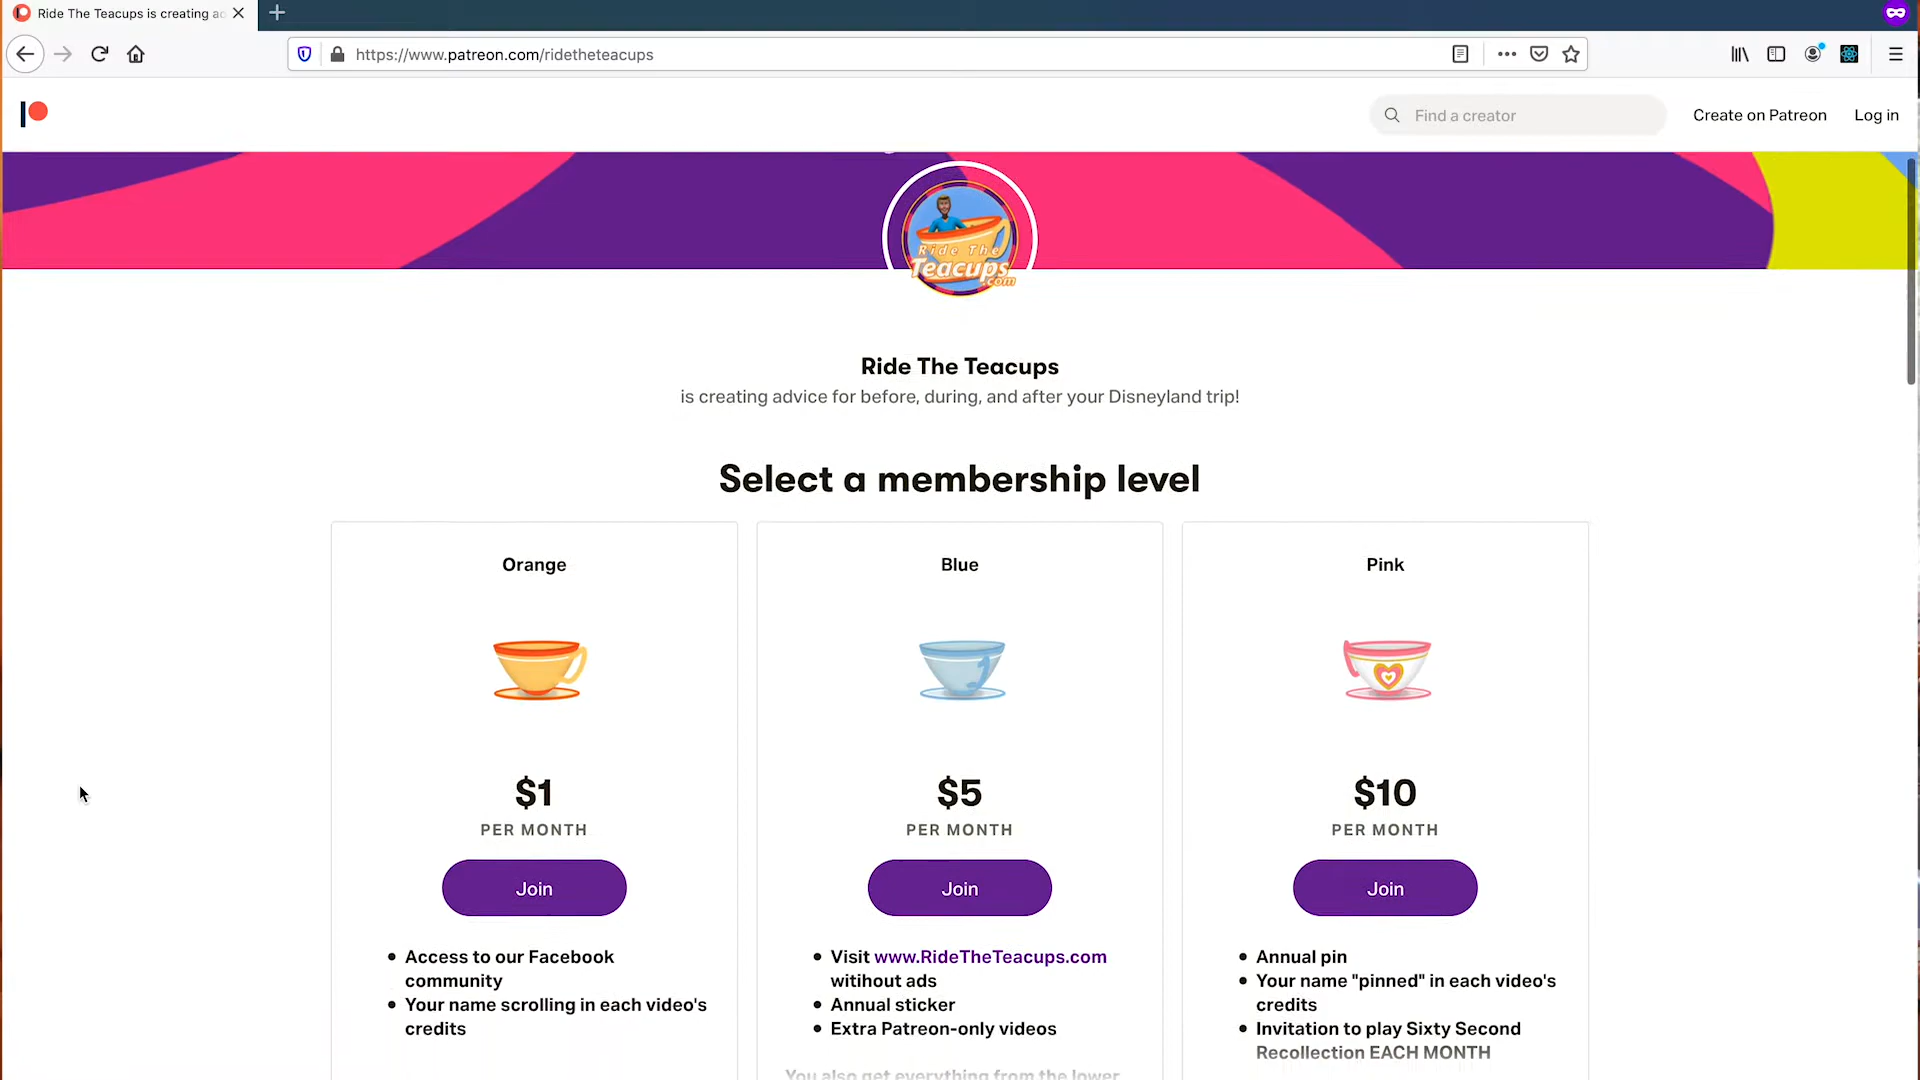 Ride The Teacups is creating ad
https://www.patreon.com/ridetheteacups
Find a creator
Create on Patreon
Log in
Ride The
Teacups
.com
Ride The Teacups
is creating advice for before, during, and after your Disneyland trip!
Select a membership level
Orange
$1
PER MONTH
Join
• Access to our Facebook
community
• Your name scrolling in each video's
credits
Blue
$5
PER MONTH
Join
• Visit www.RideTheTeacups.com
witihout ads
• Annual sticker
• Extra Patreon-only videos
You also get everything from the lower
Pink
$10
PER MONTH
Join
• Annual pin
• Your name "pinned" in each video's
credits
• Invitation to play Sixty Second
Recollection EACH MONTH